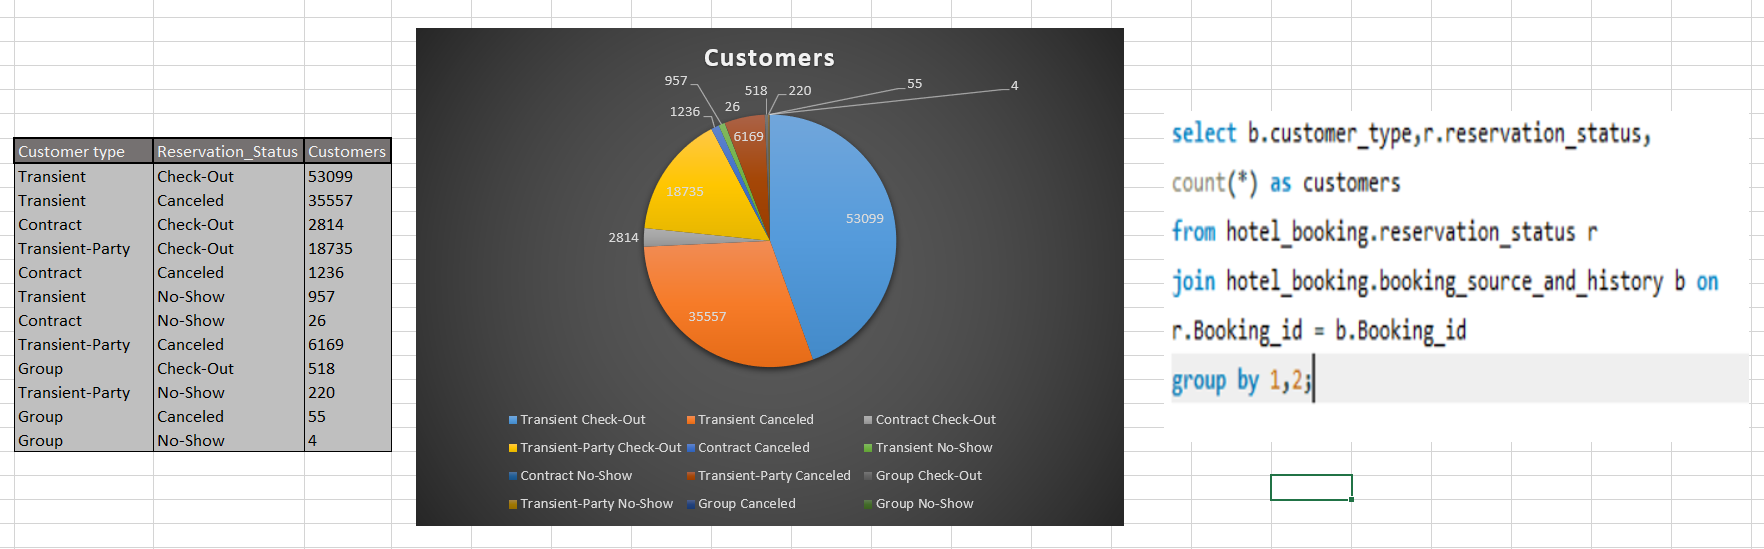 Customer type Reservation_Status Customers
Transient Check-Out 53099
Transient Canceled 35557
Contract Check-Out 2814
Transient-Party Check-Out 18735
Contract Canceled 1236
Transient No-Show 957
Contract No-Show 26
Transient-Party Canceled 6169
Group Check-Out 518
Transient-Party No-Show 220
Group Canceled 55
Group No-Show 4
Customers
957
518
220
55
4
1236
26
6169
18735
53099
2814
35557
Transient Check-Out Transient Canceled Contract Check-Out
Transient-Party Check-Out Contract Canceled Transient No-Show
Contract No-Show Transient-Party Canceled Group Check-Out
Transient-Party No-Show Group Canceled Group No-Show
select b.customer_type,r.reservation_status,
count(*) as customers
from hotel_booking.reservation_status r
join hotel_booking.booking_source_and_history b on
r.Booking_id = b.Booking_id
group by 1,2;